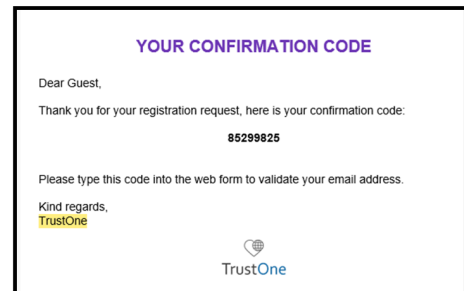 YOUR CONFIRMATION CODE
Dear Guest,
Thank you for your registration request, here is your confirmation code:
85299825
Please type this code into the web form to validate your email address.
Kind regards,
TrustOne
TrustOne